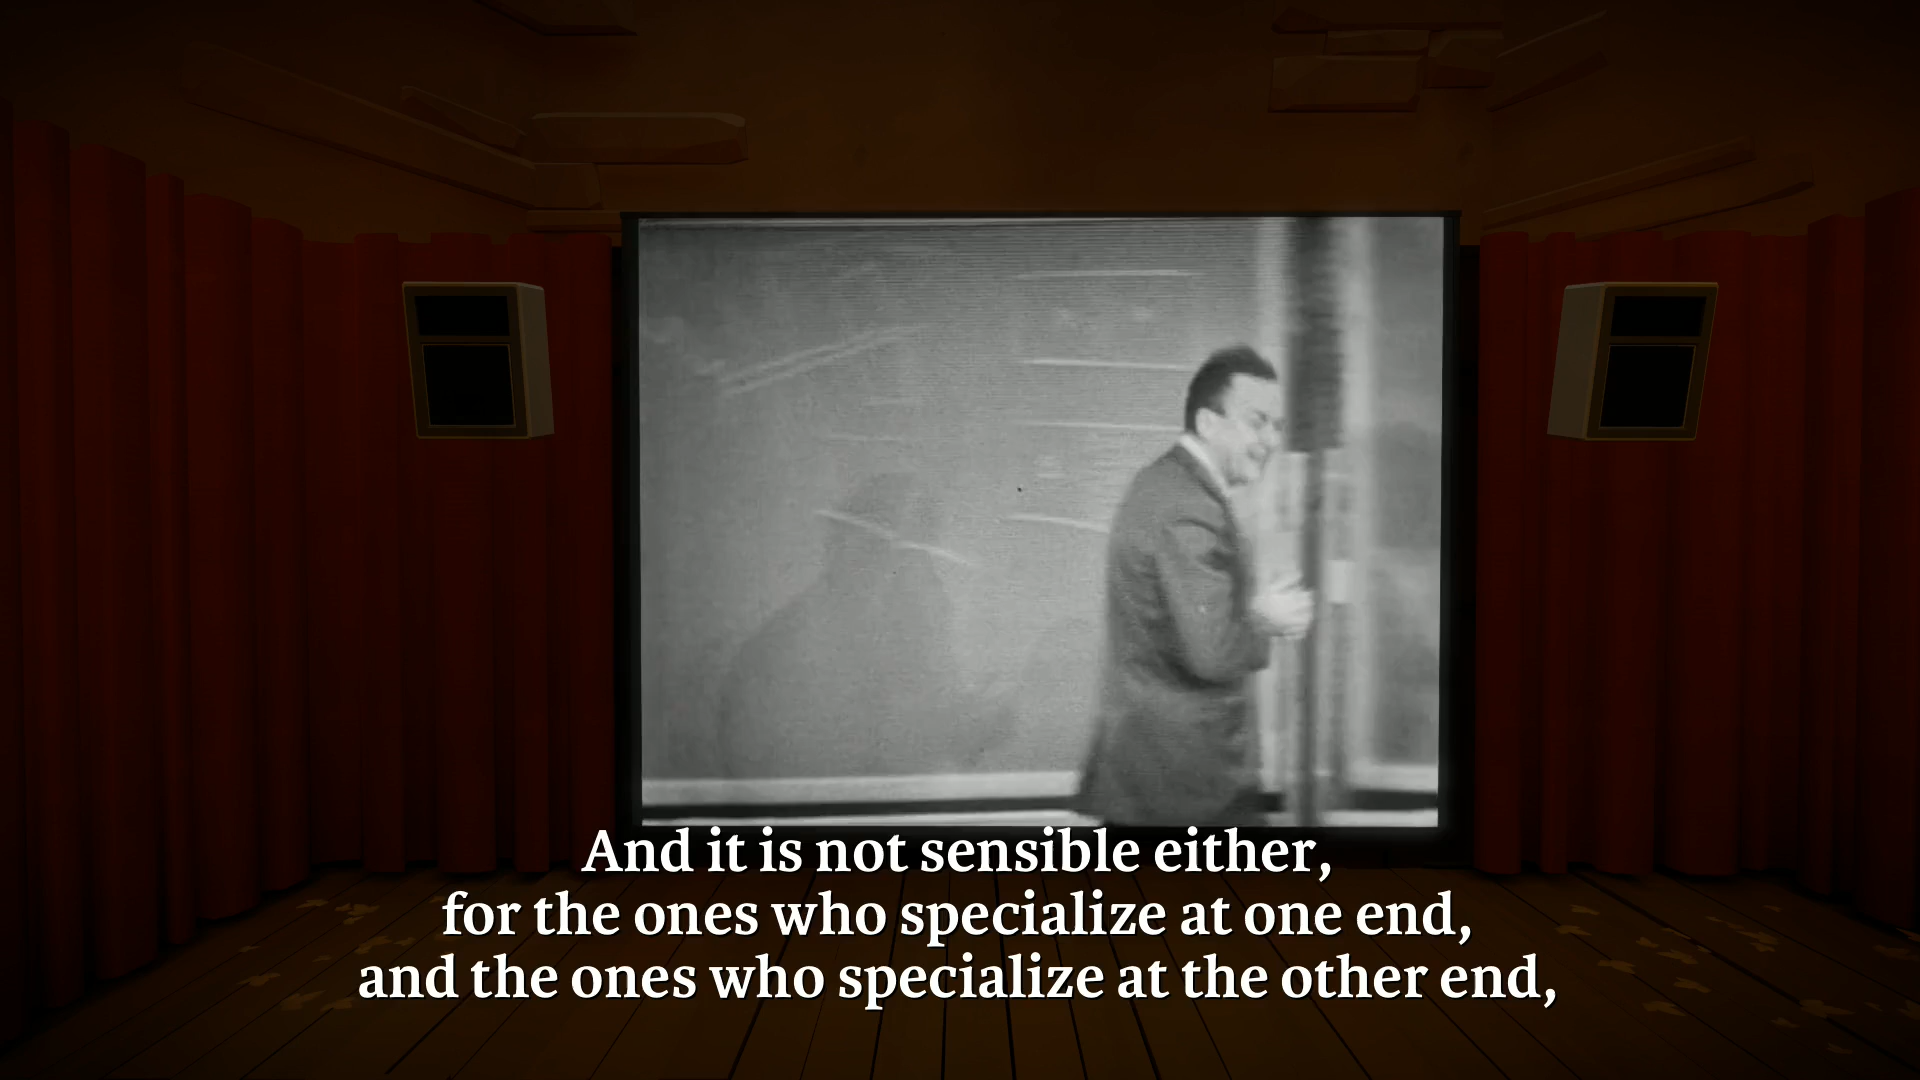 And it is not sensible either,
for the ones who specialize at one end,
and the ones who specialize at the other end,